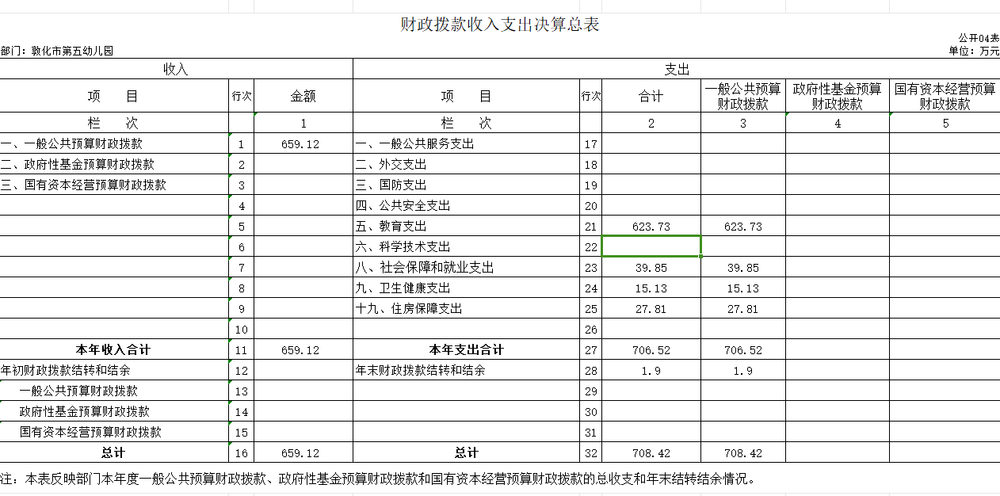 财政拨款收入支出决算总表
公开04表
部门：敦化市第五幼儿园 单位：万元
收入 支出
项 目 行次 金额 项 目 行次 合计 一般公共预算财政拨款 政府性基金预算财政拨款 国有资本经营预算财政拨款
栏 次 1 栏 次 2 3 4 5
一、一般公共预算财政拨款 1 659.12 一、一般公共服务支出 17
二、政府性基金预算财政拨款 2 二、外交支出 18
三、国有资本经营预算财政拨款 3 三、国防支出 19
4 四、公共安全支出 20
5 五、教育支出 21 623.73 623.73
6 六、科学技术支出 22
7 八、社会保障和就业支出 23 39.85 39.85
8 九、卫生健康支出 24 15.13 15.13
9 十九、住房保障支出 25 27.81 27.81
10 26
本年收入合计 11 659.12 本年支出合计 27 706.52 706.52
年初财政拨款结转和结余 12 年末财政拨款结转和结余 28 1.9 1.9
一般公共预算财政拨款 13 29
政府性基金预算财政拨款 14 30
国有资本经营预算财政拨款 15 31
总计 16 659.12 总计 32 708.42 708.42
注：本表反映部门本年度一般公共预算财政拨款、政府性基金预算财政拨款和国有资本经营预算财政拨款的总收支和年末结转结余情况。